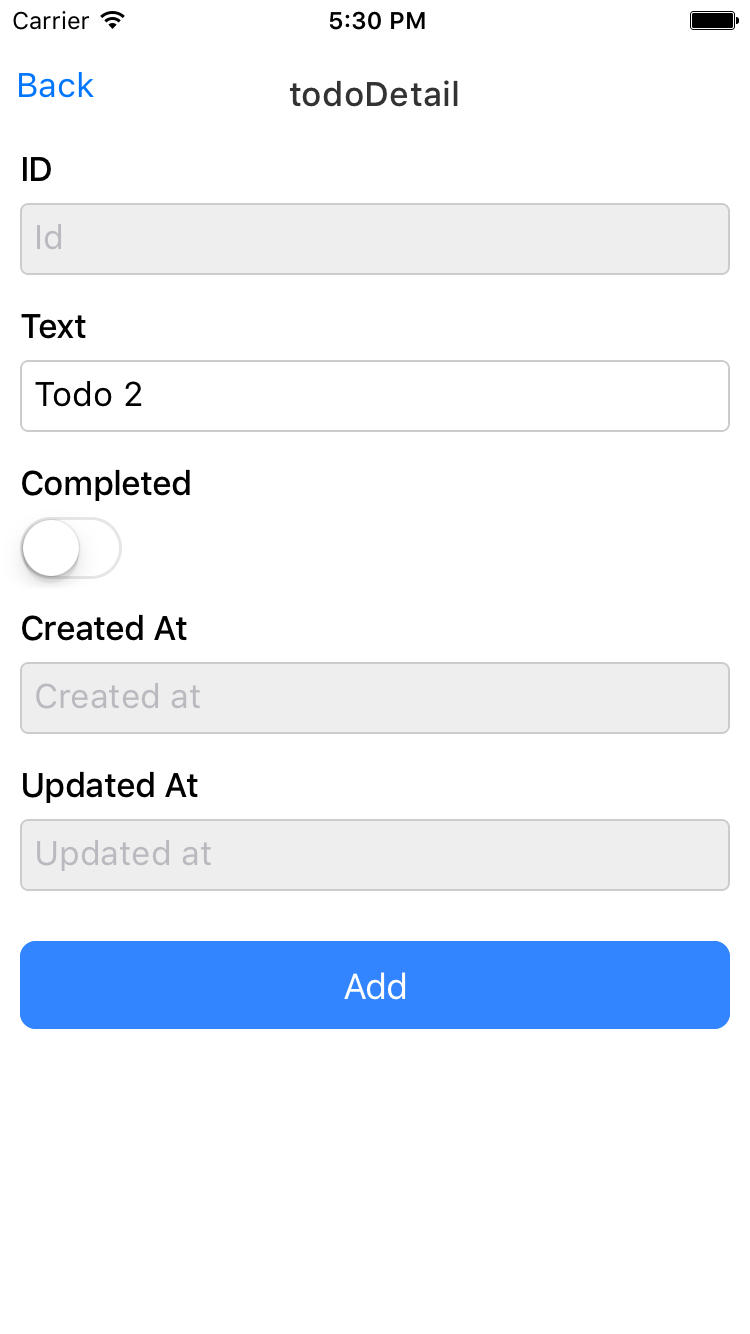 Carrier 5:30 PM
Back todoDetail
ID
Id
Text
Todo 2
Completed
Created At
Created at
Updated At
Updated at
Add